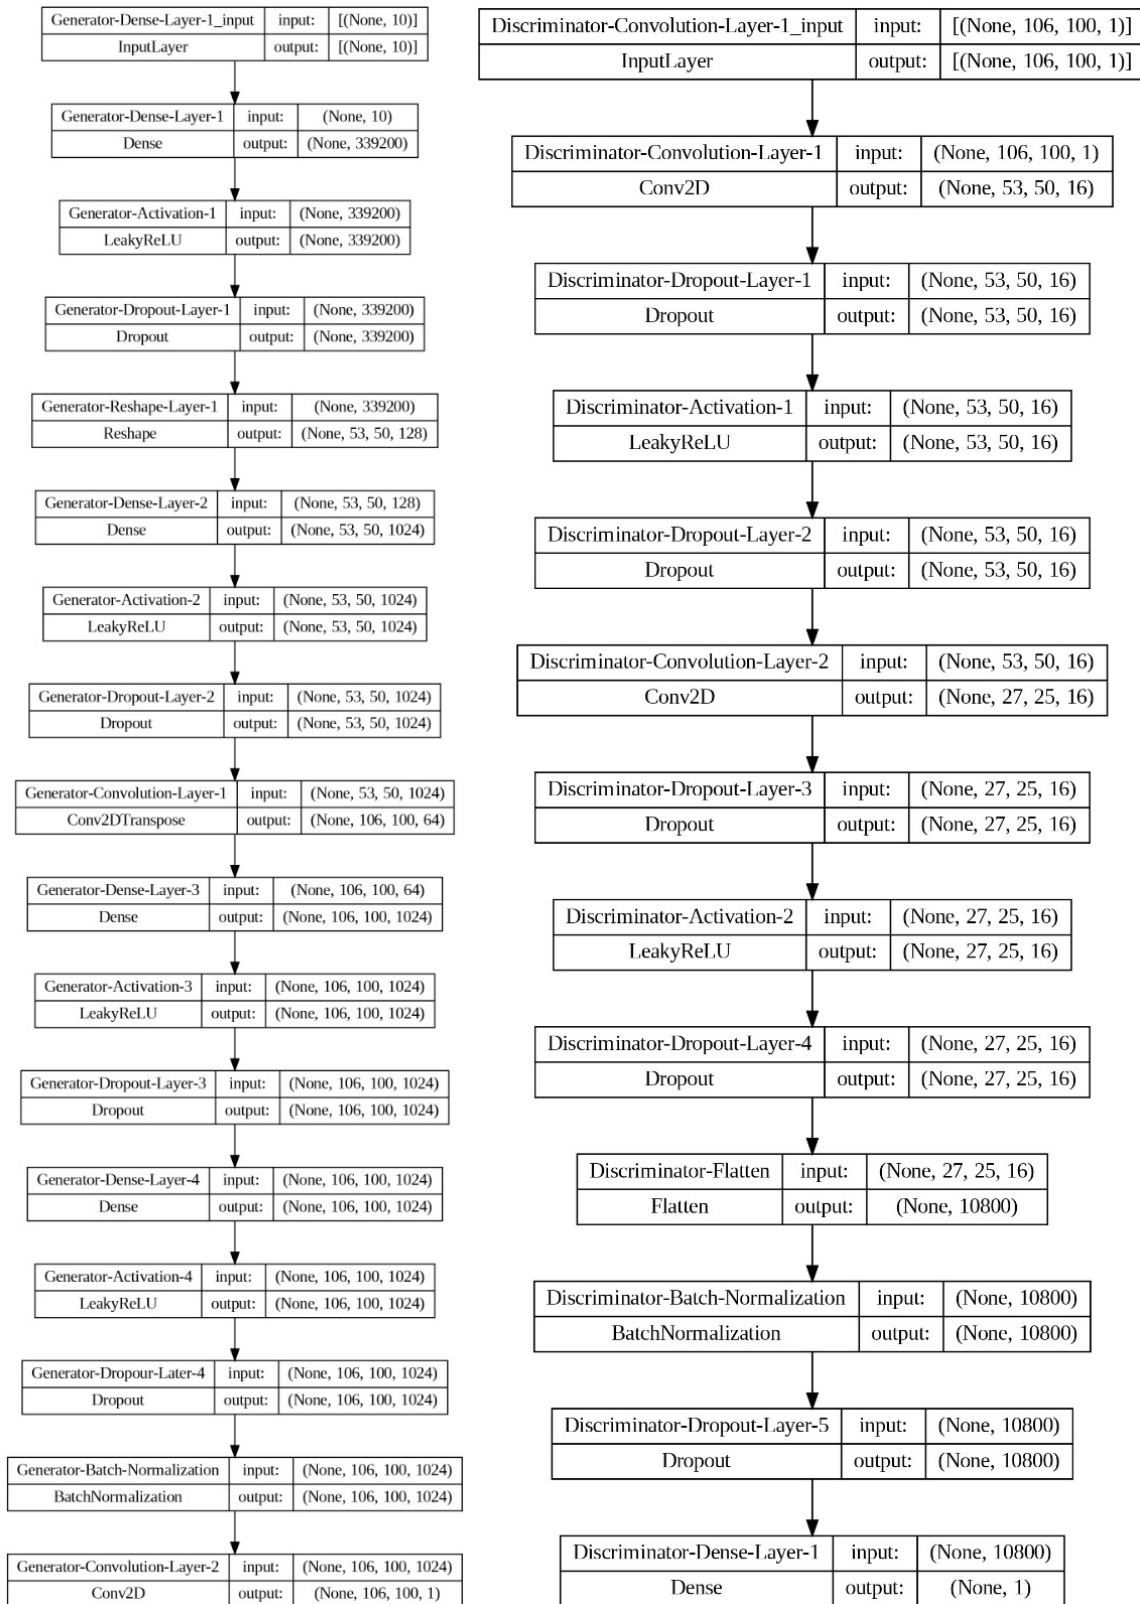 Generator-Dense-Layer-1_input input: [(None, 10)]
InputLayer output: [(None, 10)]
Generator-Dense-Layer-1 input: (None, 10)
Dense output: (None, 339200)
Generator-Activation-1 input: (None, 339200)
LeakyReLU output: (None, 339200)
Generator-Dropout-Layer-1 input: (None, 339200)
Dropout output: (None, 339200)
Generator-Reshape-Layer-1 input: (None, 339200)
Reshape output: (None, 53, 50, 128)
Generator-Dense-Layer-2 input: (None, 53, 50, 128)
Dense output: (None, 53, 50, 1024)
Generator-Activation-2 input: (None, 53, 50, 1024)
LeakyReLU output: (None, 53, 50, 1024)
Generator-Dropout-Layer-2 input: (None, 53, 50, 1024)
Dropout output: (None, 53, 50, 1024)
Generator-Convolution-Layer-1 input: (None, 53, 50, 1024)
Conv2DTranspose output: (None, 106, 100, 64)
Generator-Dense-Layer-3 input: (None, 106, 100, 64)
Dense output: (None, 106, 100, 1024)
Generator-Activation-3 input: (None, 106, 100, 1024)
LeakyReLU output: (None, 106, 100, 1024)
Generator-Dropout-Layer-3 input: (None, 106, 100, 1024)
Dropout output: (None, 106, 100, 1024)
Generator-Dense-Layer-4 input: (None, 106, 100, 1024)
Dense output: (None, 106, 100, 1024)
Generator-Activation-4 input: (None, 106, 100, 1024)
LeakyReLU output: (None, 106, 100, 1024)
Generator-Dropour-Later-4 input: (None, 106, 100, 1024)
Dropout output: (None, 106, 100, 1024)
Generator-Batch-Normalization input: (None, 106, 100, 1024)
BatchNormalization output: (None, 106, 100, 1024)
Generator-Convolution-Layer-2 input: (None, 106, 100, 1024)
Conv2D output: (None, 106, 100, 1)
Discriminator-Convolution-Layer-1_input input: [(None, 106, 100, 1)]
InputLayer output: [(None, 106, 100, 1)]
Discriminator-Convolution-Layer-1 input: (None, 106, 100, 1)
Conv2D output: (None, 53, 50, 16)
Discriminator-Dropout-Layer-1 input: (None, 53, 50, 16)
Dropout output: (None, 53, 50, 16)
Discriminator-Activation-1 input: (None, 53, 50, 16)
LeakyReLU output: (None, 53, 50, 16)
Discriminator-Dropout-Layer-2 input: (None, 53, 50, 16)
Dropout output: (None, 53, 50, 16)
Discriminator-Convolution-Layer-2 input: (None, 53, 50, 16)
Conv2D output: (None, 27, 25, 16)
Discriminator-Dropout-Layer-3 input: (None, 27, 25, 16)
Dropout output: (None, 27, 25, 16)
Discriminator-Activation-2 input: (None, 27, 25, 16)
LeakyReLU output: (None, 27, 25, 16)
Discriminator-Dropout-Layer-4 input: (None, 27, 25, 16)
Dropout output: (None, 27, 25, 16)
Discriminator-Flatten input: (None, 27, 25, 16)
Flatten output: (None, 10800)
Discriminator-Batch-Normalization input: (None, 10800)
BatchNormalization output: (None, 10800)
Discriminator-Dropout-Layer-5 input: (None, 10800)
Dropout output: (None, 10800)
Discriminator-Dense-Layer-1 input: (None, 10800)
Dense output: (None, 1)